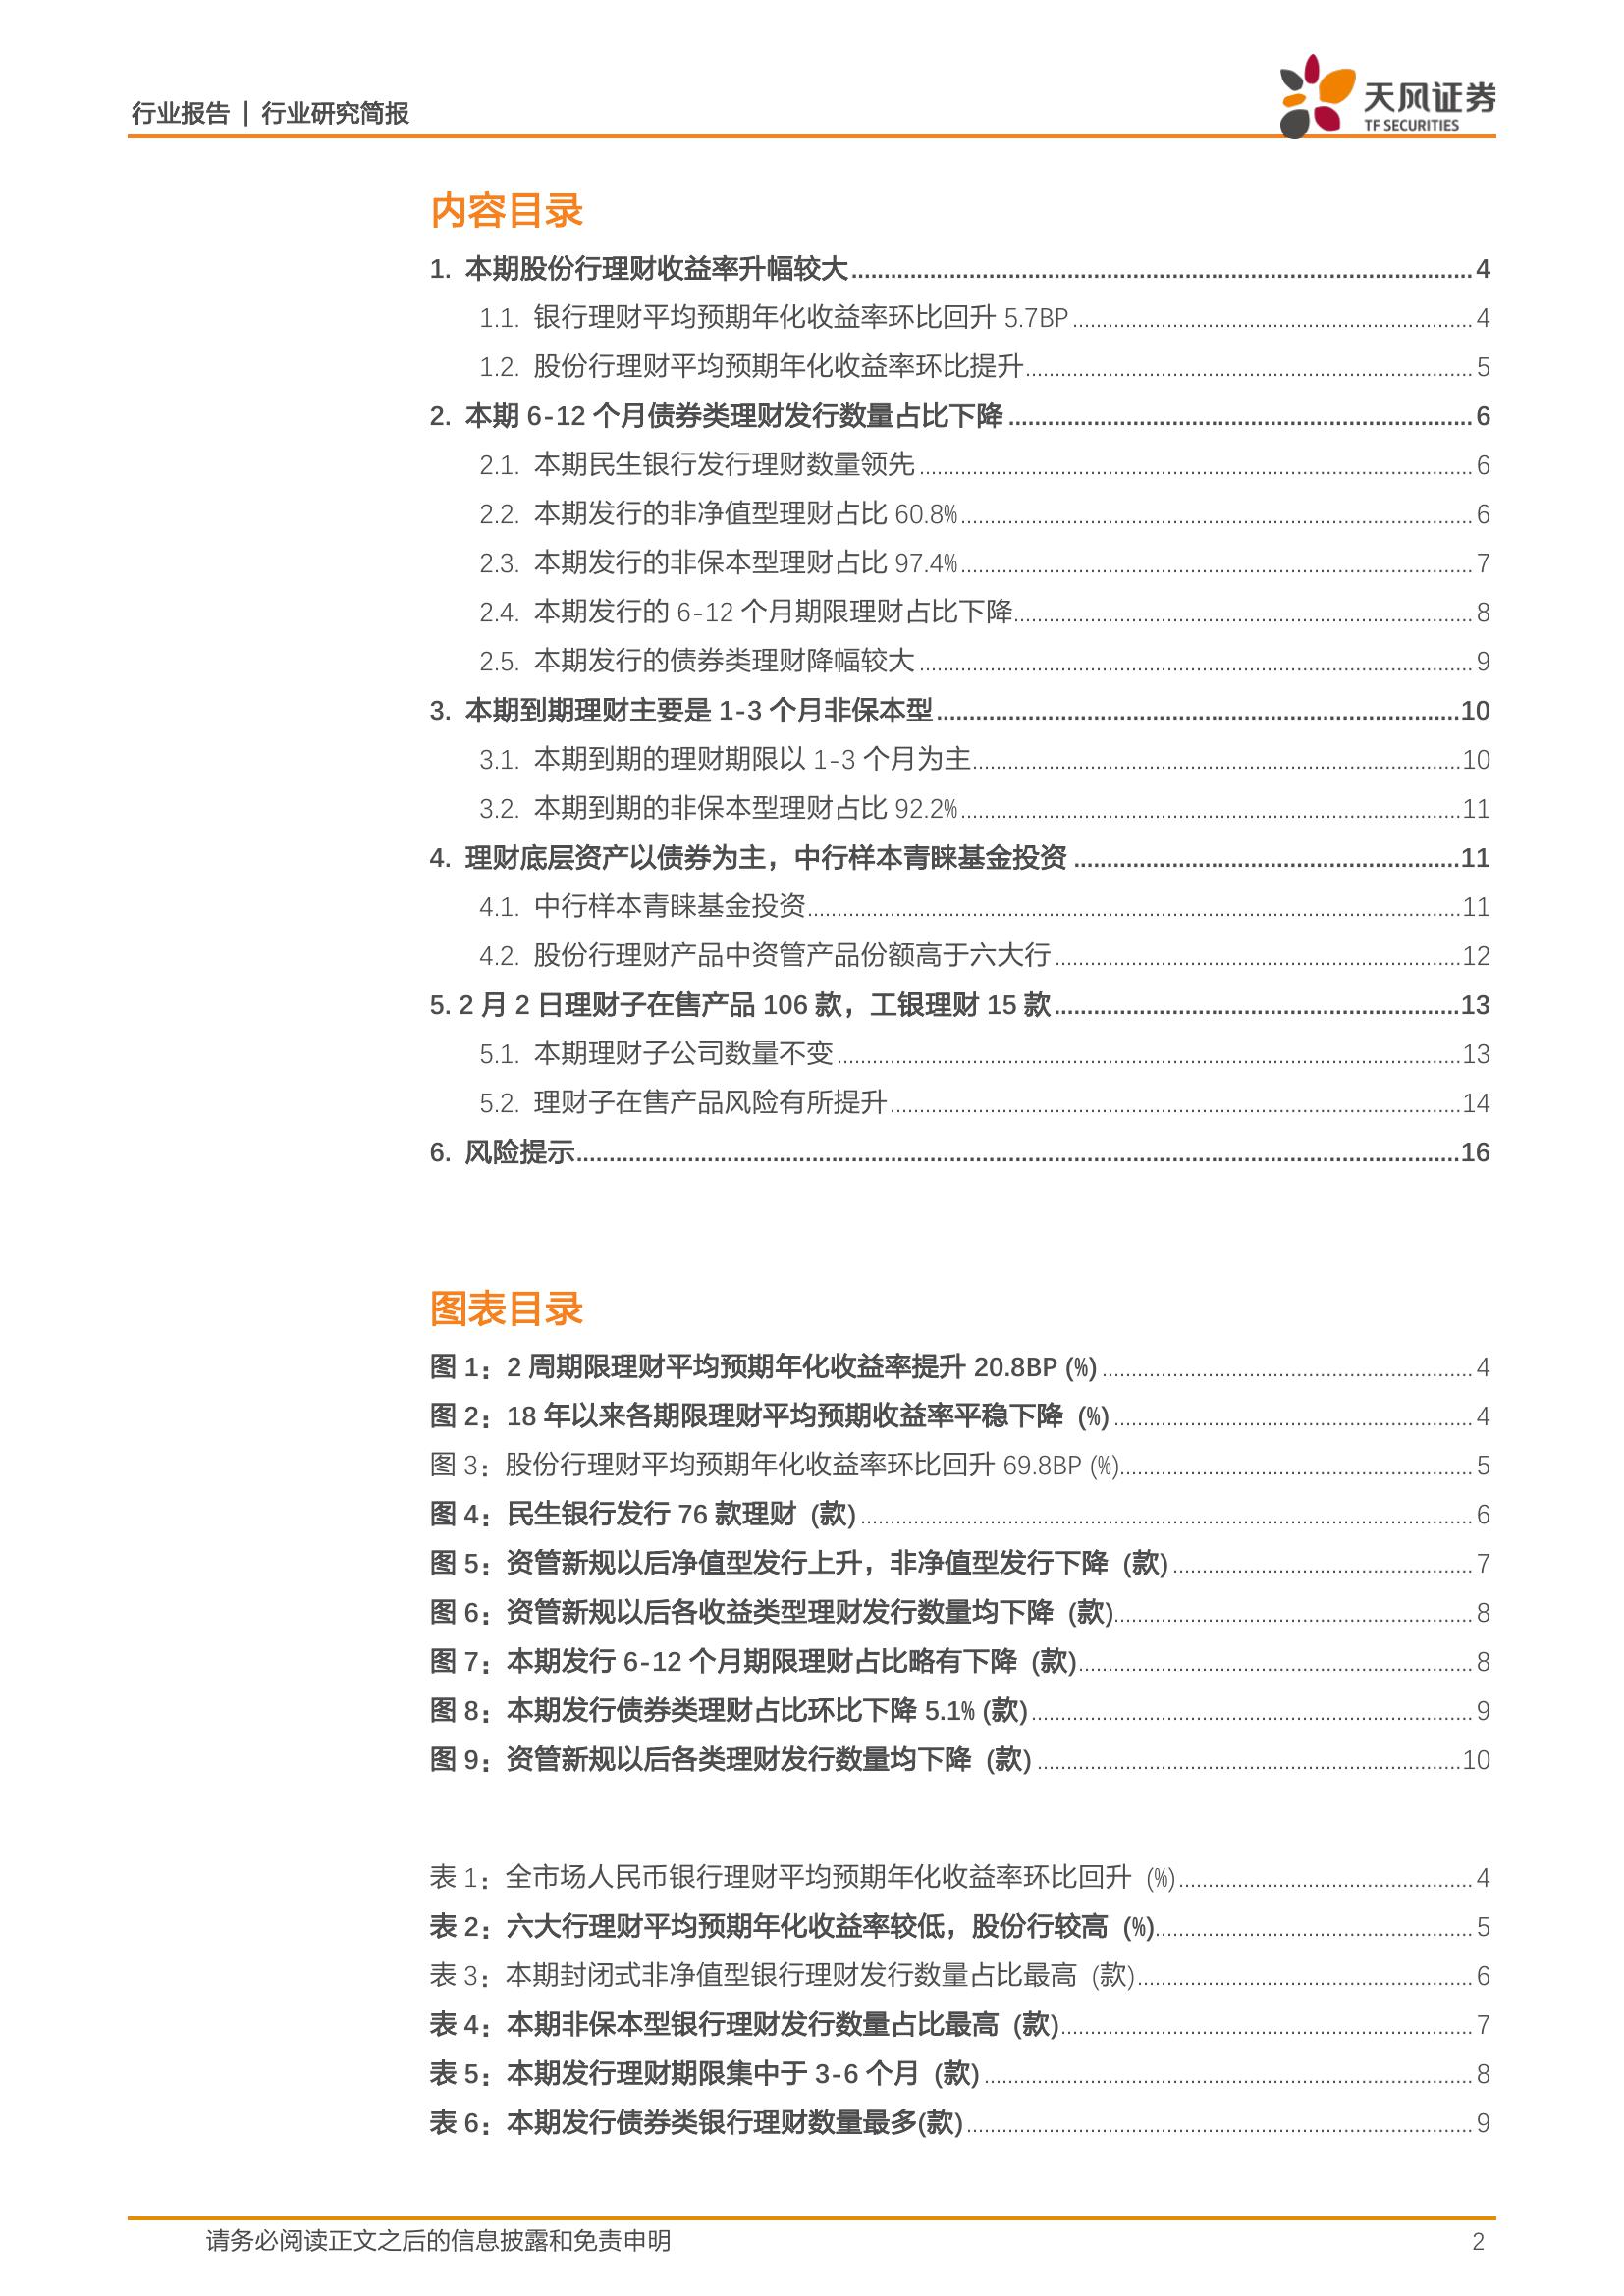 行业报告 | 行业研究简报
天风证券
TF SECURITIES
内容目录
1. 本期股份行理财收益率升幅较大 4
1.1. 银行理财平均预期年化收益率环比回升 5.7BP 4
1.2. 股份行理财平均预期年化收益率环比提升 5
2. 本期 6-12 个月债券类理财发行数量占比下降 6
2.1. 本期民生银行发行理财数量领先 6
2.2. 本期发行的非净值型理财占比 60.8% 6
2.3. 本期发行的非保本型理财占比 97.4% 7
2.4. 本期发行的 6-12 个月期限理财占比下降 8
2.5. 本期发行的债券类理财降幅较大 9
3. 本期到期理财主要是 1-3 个月非保本型 10
3.1. 本期到期的理财期限以 1-3 个月为主 10
3.2. 本期到期的非保本型理财占比 92.2% 11
4. 理财底层资产以债券为主，中行样本青睐基金投资 11
4.1. 中行样本青睐基金投资 11
4.2. 股份行理财产品中资管产品份额高于六大行 12
5. 2 月 2 日理财子在售产品 106 款，工银理财 15 款 13
5.1. 本期理财子公司数量不变 13
5.2. 理财子在售产品风险有所提升 14
6. 风险提示 16
图表目录
图 1：2 周期限理财平均预期年化收益率提升 20.8BP (%) 4
图 2：18 年以来各期限理财平均预期收益率平稳下降 (%) 4
图 3：股份行理财平均预期年化收益率环比回升 69.8BP (%) 5
图 4：民生银行发行 76 款理财 (款) 6
图 5：资管新规以后净值型发行上升，非净值型发行下降 (款) 7
图 6：资管新规以后各收益类型理财发行数量均下降 (款) 8
图 7：本期发行 6-12 个月期限理财占比略有下降 (款) 8
图 8：本期发行债券类理财占比环比下降 5.1% (款) 9
图 9：资管新规以后各类理财发行数量均下降 (款) 10
表 1：全市场人民币银行理财平均预期年化收益率环比回升 (%) 4
表 2：六大行理财平均预期年化收益率较低，股份行较高 (%) 5
表 3：本期封闭式非净值型银行理财发行数量占比最高 (款) 6
表 4：本期非保本型银行理财发行数量占比最高 (款) 7
表 5：本期发行理财期限集中于 3-6 个月 (款) 8
表 6：本期发行债券类银行理财数量最多(款) 9
请务必阅读正文之后的信息披露和免责申明 2